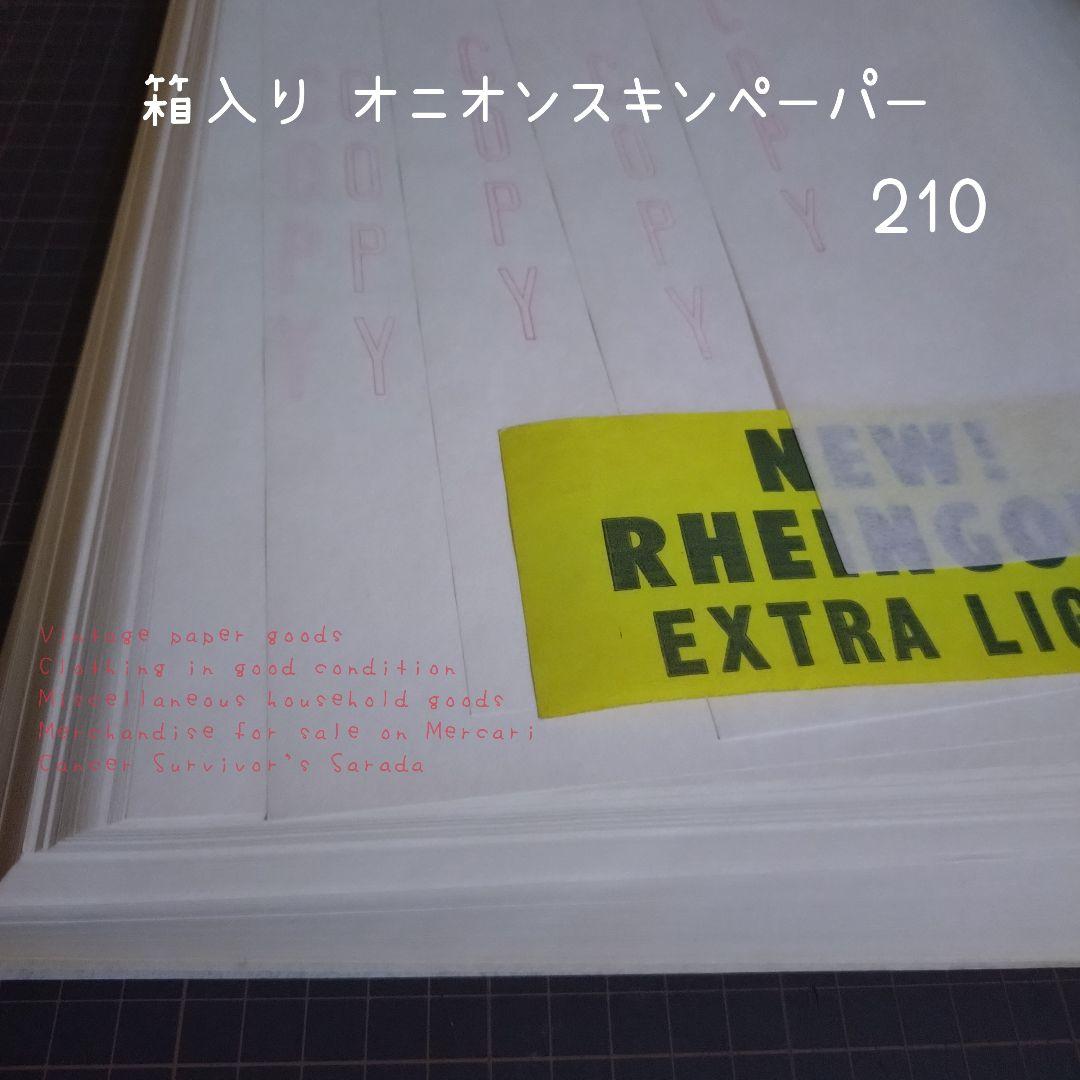 箱入り オニオンスキンペーパー
210
COPY
COPY
COPY
COPY
COPY
NEW!
RHEINGO
EXTRA LIG
Vintage paper goods
Clothing in good condition
Miscellaneous household goods
Merchandise for sale on Mercari
Cancer Survivor's Sarada